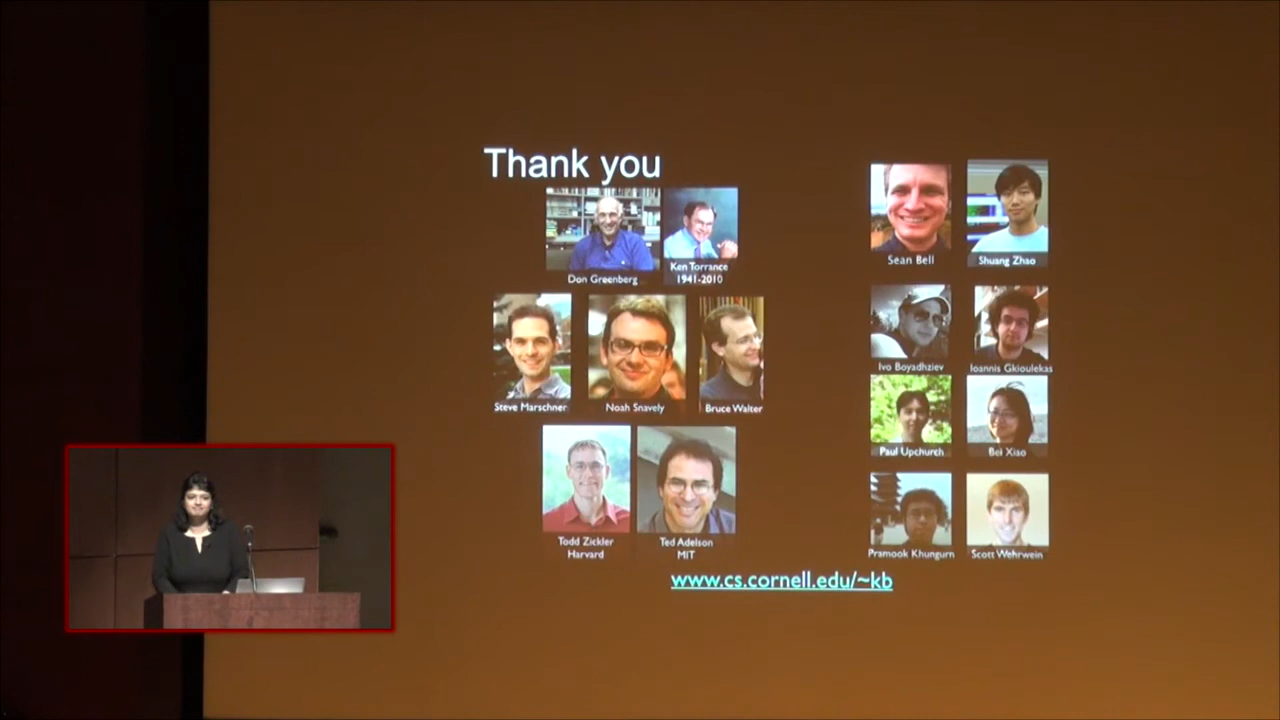 Thank you
Don Greenberg
Ken Torrance
1941-2010
Steve Marschner
Noah Snavely
Bruce Walter
Todd Zickler
Harvard
Ted Adelson
MIT
Sean Bell
Shuang Zhao
Ivo Boyadhziev
Ioannis Gkioulekas
Paul Upchurch
Bei Xiao
Pramook Khungurn
Scott Wehrwein
www.cs.cornell.edu/~kb